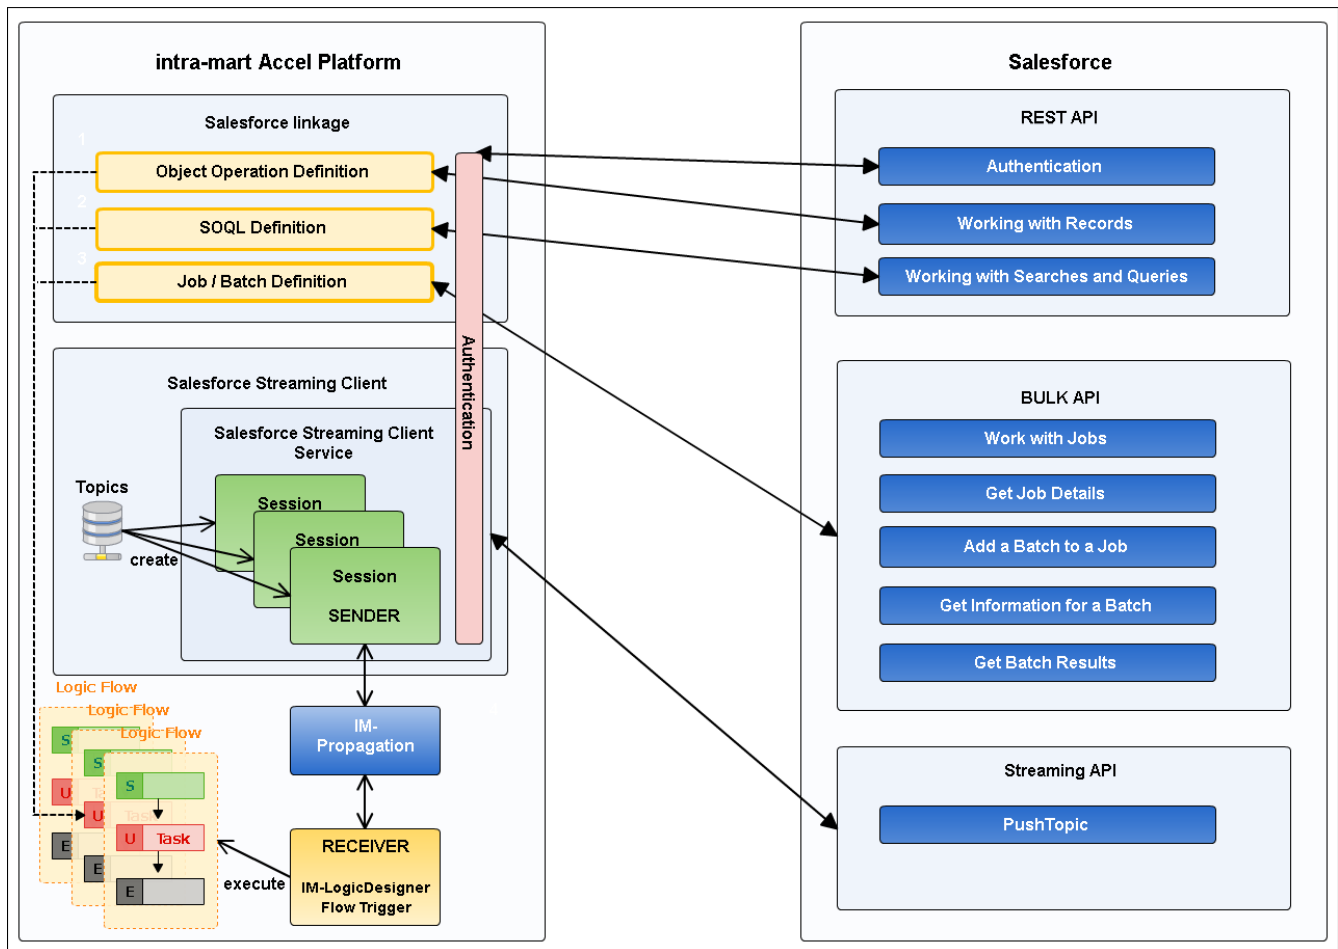 intra-mart Accel Platform
Salesforce linkage
1
Object Operation Definition
2
SOQL Definition
3
Job / Batch Definition
Authentication
Salesforce Streaming Client
Salesforce Streaming Client
Service
Topics
create
Session
Session
Session
SENDER
IM-
Propagation
RECEIVER
IM-LogicDesigner
Flow Trigger
execute
Logic Flow
S
U
E
Logic Flow
S
U
Task
E
Logic Flow
S
U Task
E
Salesforce
REST API
Authentication
Working with Records
Working with Searches and Queries
BULK API
Work with Jobs
Get Job Details
Add a Batch to a Job
Get Information for a Batch
Get Batch Results
Streaming API
PushTopic